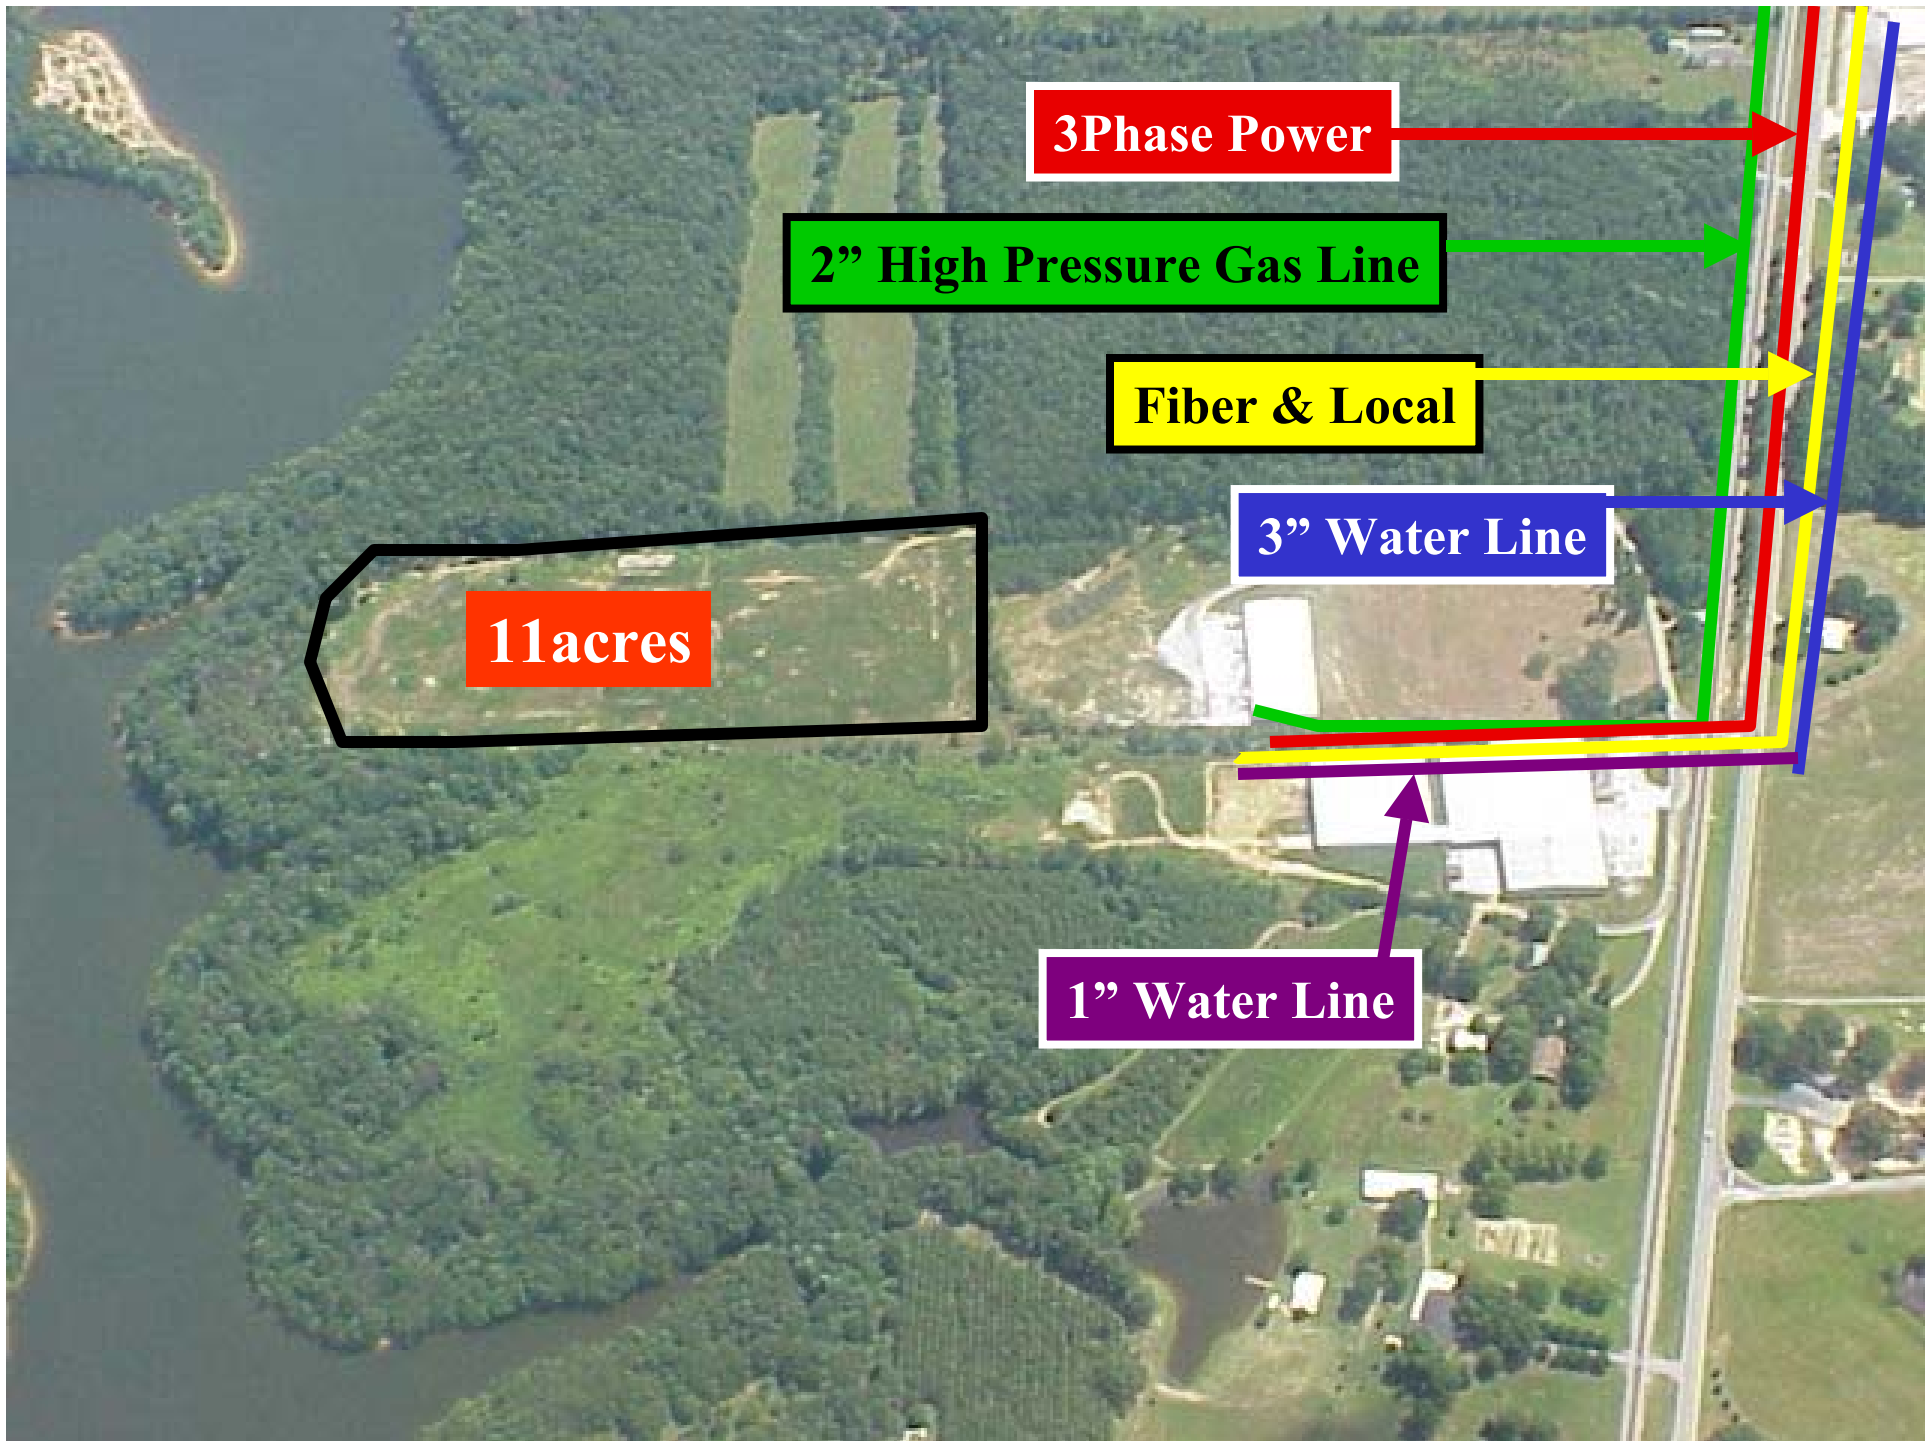 3Phase Power
2” High Pressure Gas Line
Fiber & Local
3” Water Line
11acres
1” Water Line